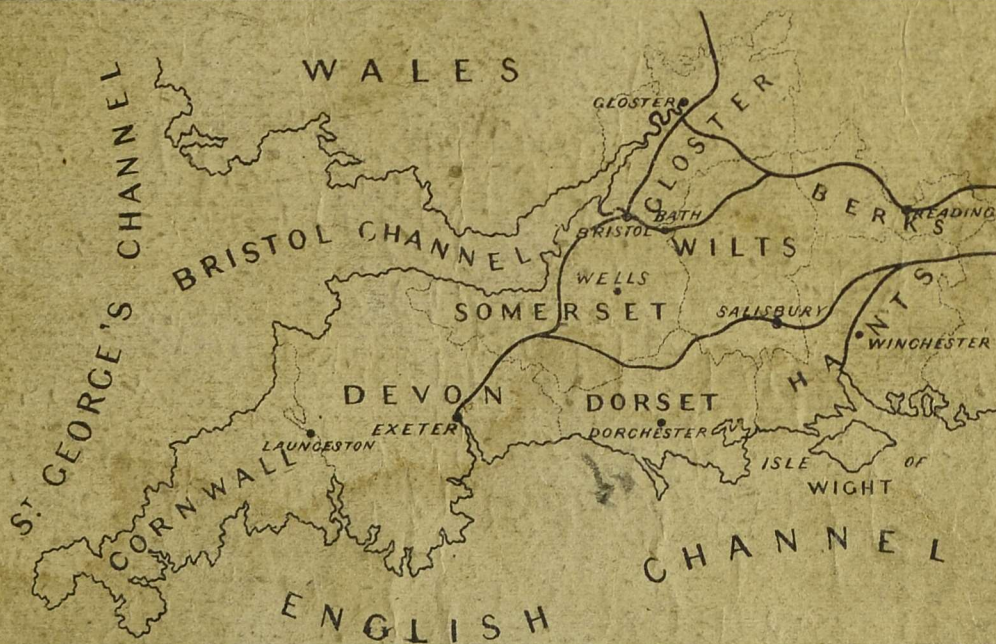 WALES
ST. GEORGE'S CHANNEL
BRISTOL CHANNEL
GLOSTER
GLOSTER
BERKS
READING
BATH
BRISTOL
WILTS
WELLS
SOMERSET
SALISBURY
HANTS
WINCHESTER
DEVON
DORSET
EXETER
DORCHESTER
LAUNCESTON
CORNWALL
ISLE OF
WIGHT
ENGLISH CHANNEL